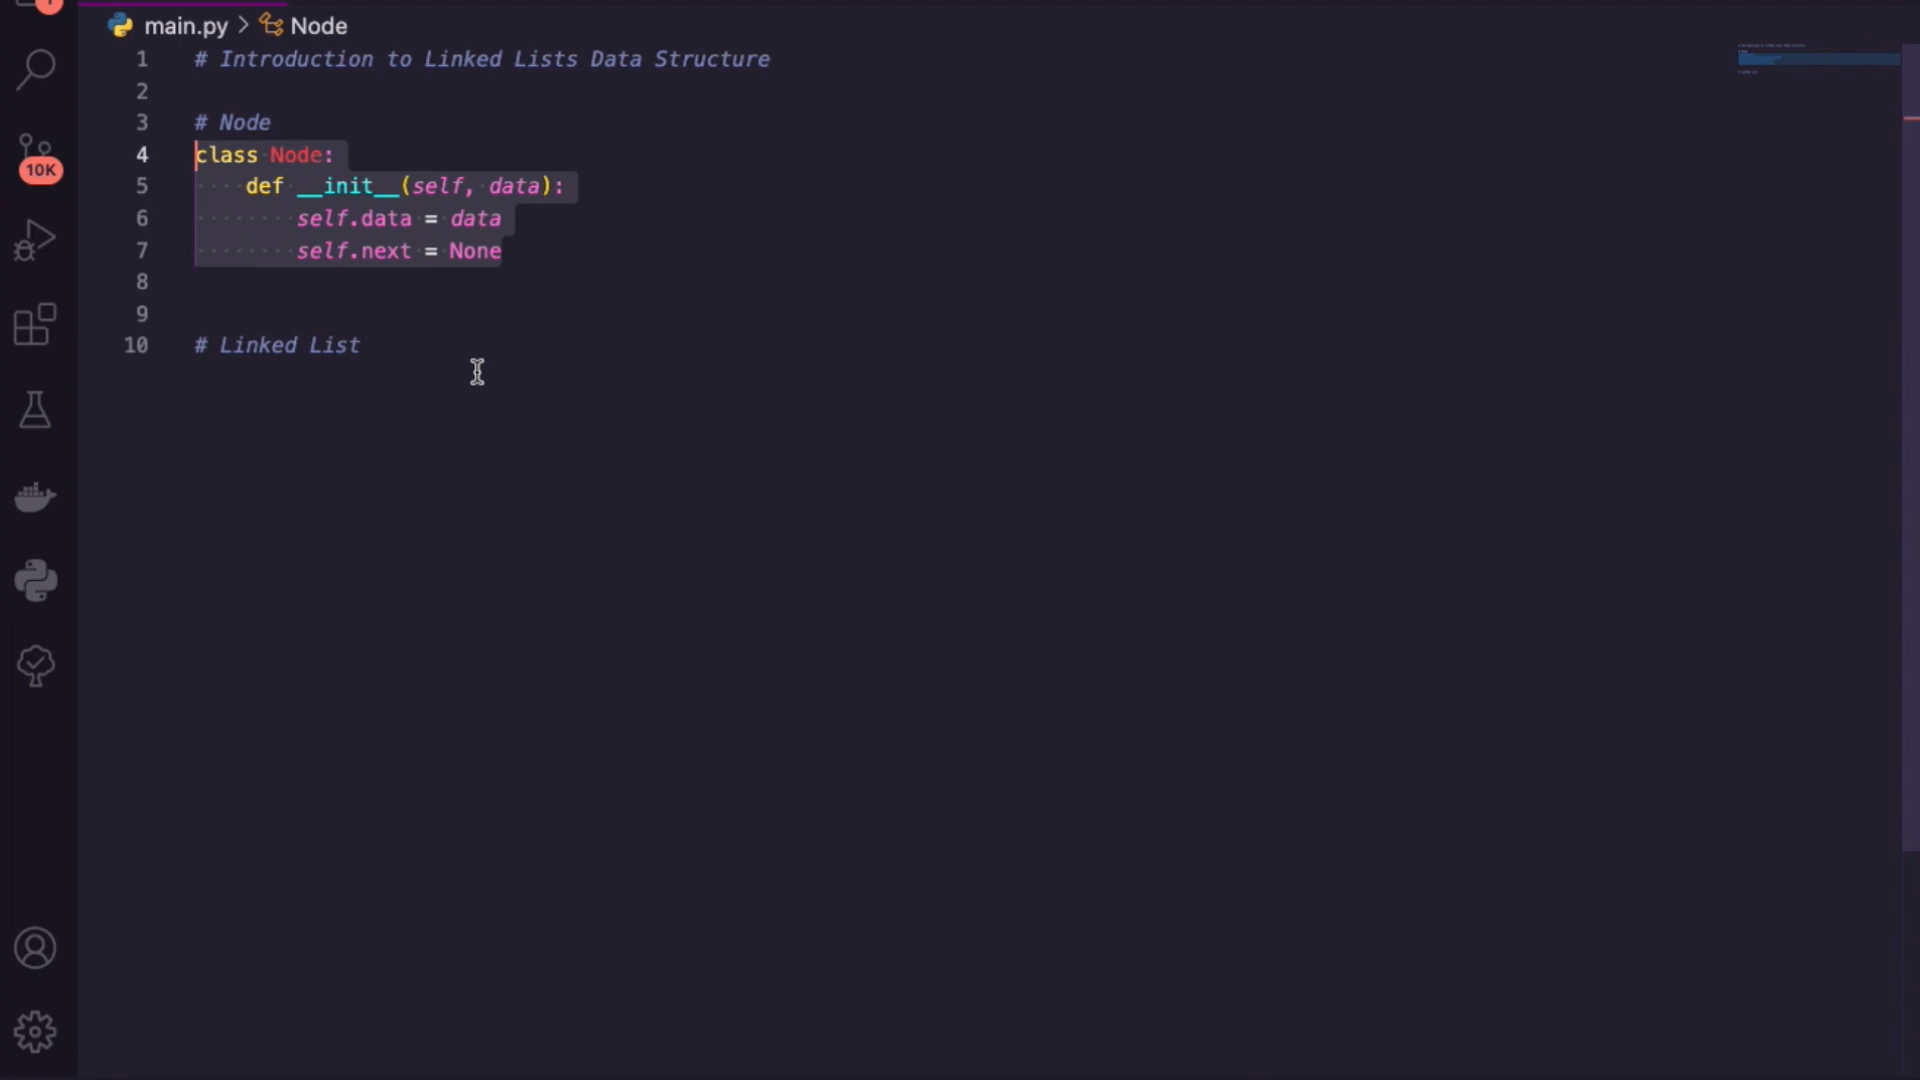 main.py > Node
1 # Introduction to Linked Lists Data Structure
2
3 # Node
4 class Node:
5     def __init__(self, data):
6         self.data = data
7         self.next = None
8
9
10 # Linked List
10K